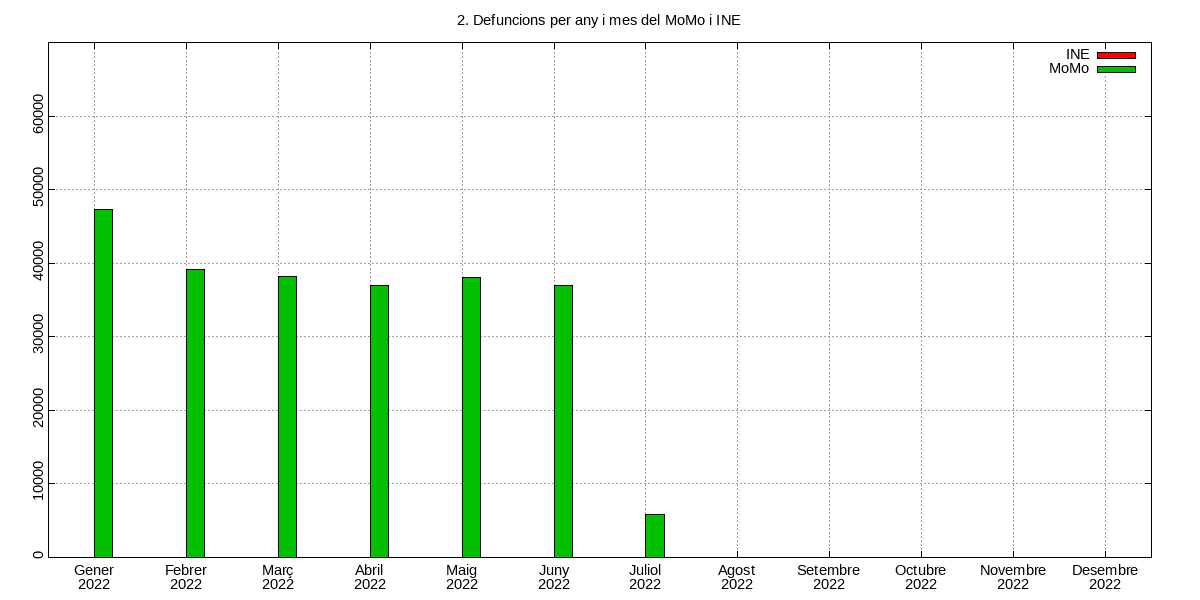 2. Defuncions per any i mes del MoMo i INE
INE
MoMo
60000
50000
40000
30000
20000
10000
0
Gener Febrer Març Abril Maig Juny Juliol Agost Setembre Octubre Novembre Desembre
2022 2022 2022 2022 2022 2022 2022 2022 2022 2022 2022 2022